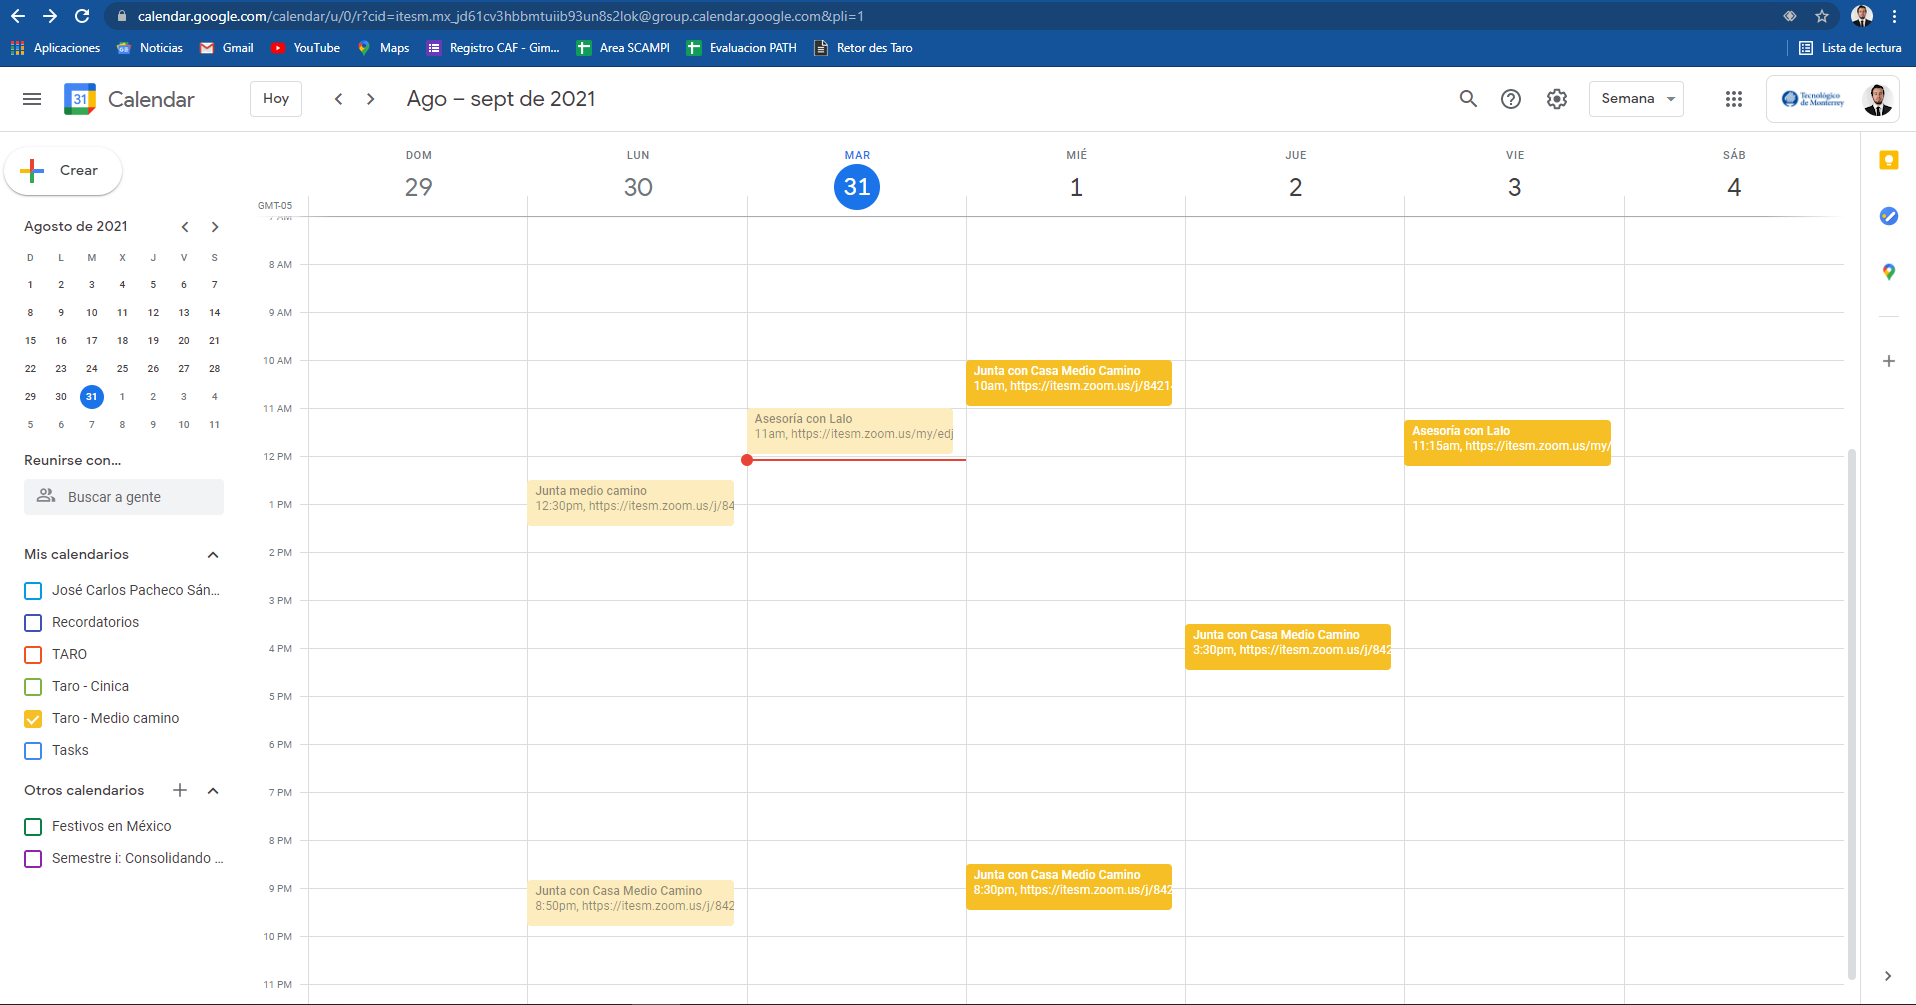 calendar.google.com/calendar/u/0/r?cid=itesm.mx_jd61cv3hbbmtuiib93un8s2lok@group.calendar.google.com&pli=1
Aplicaciones Noticias Gmail YouTube Maps Registro CAF - Gim... Area SCAMPI Evaluacion PATH Retor des Taro Lista de lectura
31 Calendar Hoy Ago – sept de 2021 Semana Tecnológico de Monterrey
Crear
DOM LUN MAR MIÉ JUE VIE SÁB
29 30 31 1 2 3 4
GMT-05
7 AM
8 AM
9 AM
10 AM
11 AM
12 PM
1 PM
2 PM
3 PM
4 PM
5 PM
6 PM
7 PM
8 PM
9 PM
10 PM
11 PM
Agosto de 2021
D L M X J V S
1 2 3 4 5 6 7
8 9 10 11 12 13 14
15 16 17 18 19 20 21
22 23 24 25 26 27 28
29 30 31 1 2 3 4
5 6 7 8 9 10 11
Reunirse con...
Buscar a gente
Mis calendarios
José Carlos Pacheco Sán...
Recordatorios
TARO
Taro - Cinica
Taro - Medio camino
Tasks
Otros calendarios
Festivos en México
Semestre i: Consolidando ...
Junta medio camino
12:30pm, https://itesm.zoom.us/j/84
Junta con Casa Medio Camino
8:50pm, https://itesm.zoom.us/j/842
Asesoría con Lalo
11am, https://itesm.zoom.us/my/edj
Junta con Casa Medio Camino
10am, https://itesm.zoom.us/j/8421
Junta con Casa Medio Camino
8:30pm, https://itesm.zoom.us/j/842
Junta con Casa Medio Camino
3:30pm, https://itesm.zoom.us/j/842
Asesoría con Lalo
11:15am, https://itesm.zoom.us/my/